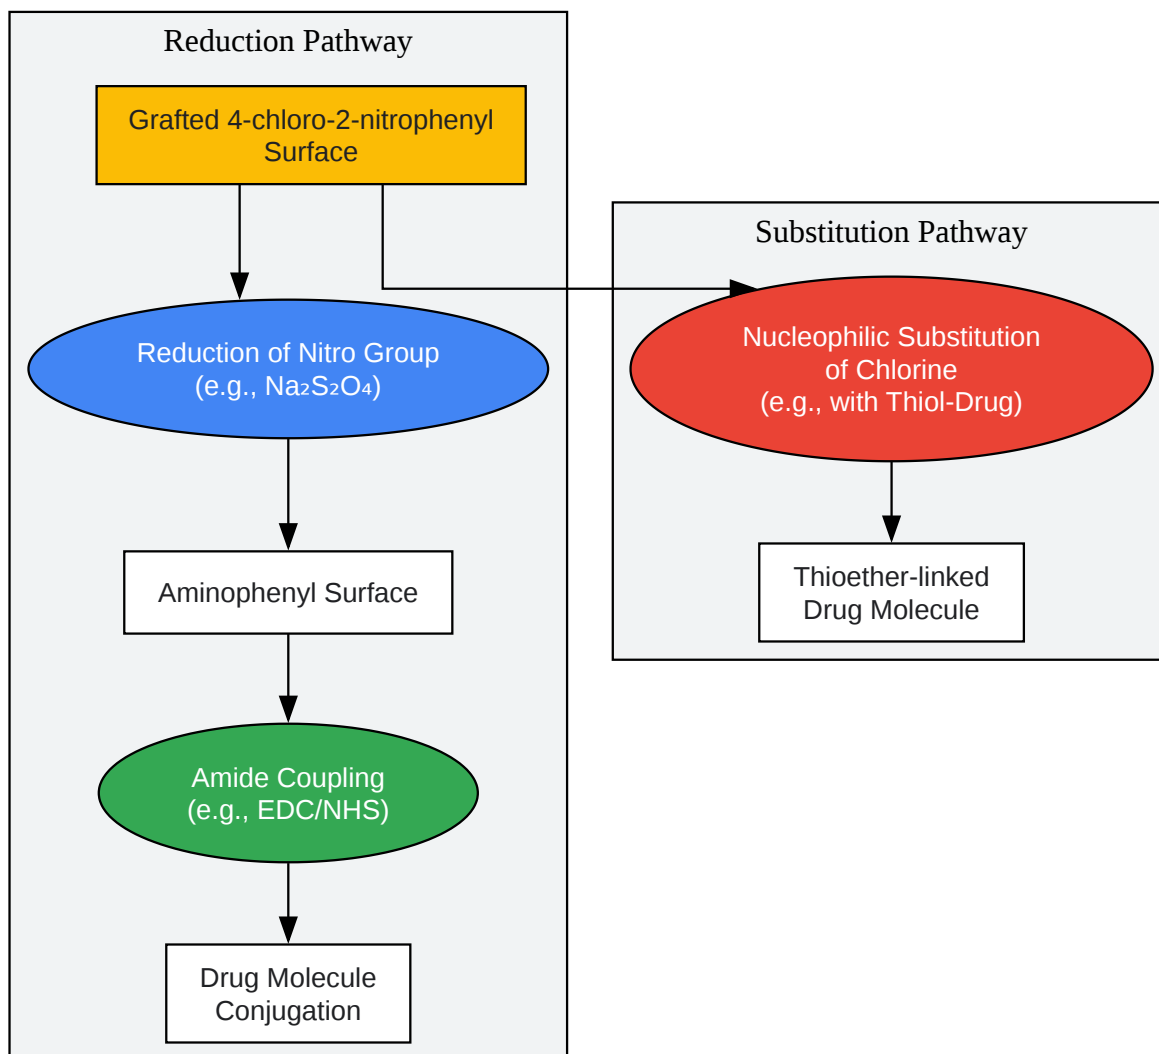 Reduction Pathway
Grafted 4-chloro-2-nitrophenyl
Surface
Reduction of Nitro Group
(e.g., Na₂S₂O₄)
Aminophenyl Surface
Amide Coupling
(e.g., EDC/NHS)
Drug Molecule
Conjugation
Substitution Pathway
Nucleophilic Substitution
of Chlorine
(e.g., with Thiol-Drug)
Thioether-linked
Drug Molecule